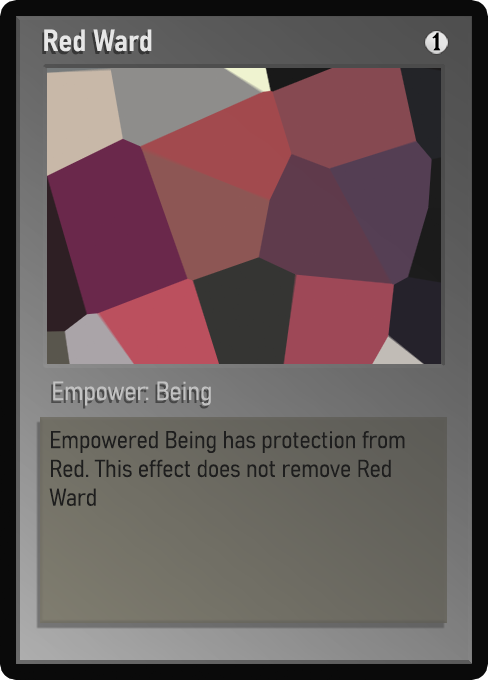 Red Ward
1
Empower: Being
Empowered Being has protection from
Red. This effect does not remove Red
Ward